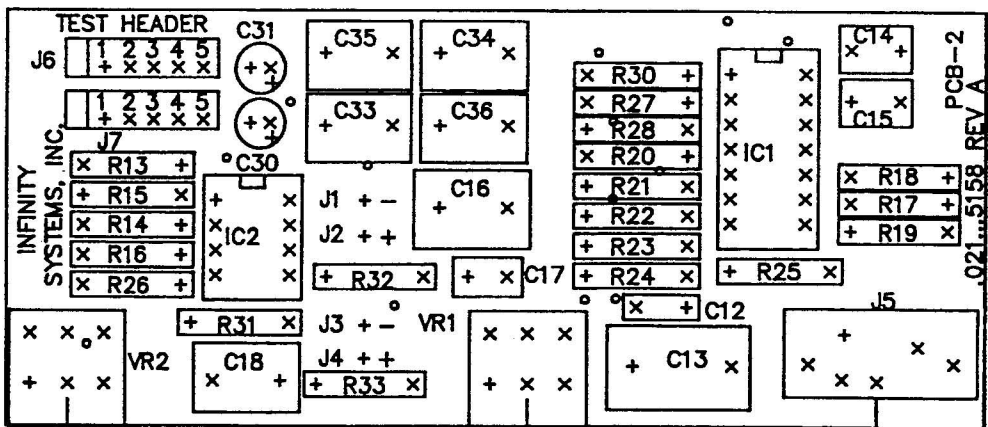 TEST HEADER
J6
1 2 3 4 5
C31
C35
C34
C14
PCB-2
1 2 3 4 5
C33
C36
C15
R30
R27
R28
R20
IC1
J7
C30
R13
R15
R14
R16
R26
IC2
J1 + -
J2 + +
C16
R21
R22
R23
R24
R18
R17
R19
R25
R32
C17
INFINITY
SYSTEMS, INC.
.021...5158 REV A
R31
J3 + -
J4 + +
VR1
C12
J5
VR2
C18
R33
C13